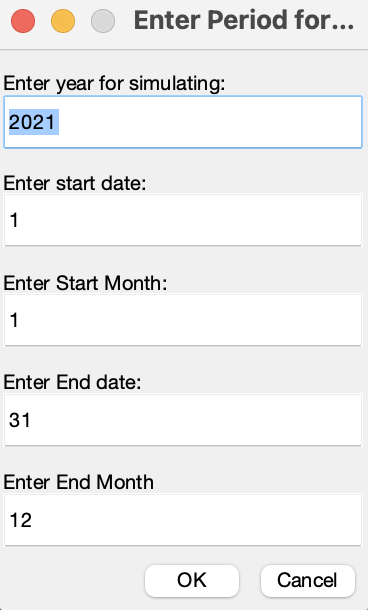 Enter Period for...
Enter year for simulating:
2021
Enter start date:
1
Enter Start Month:
1
Enter End date:
31
Enter End Month
12
OK Cancel